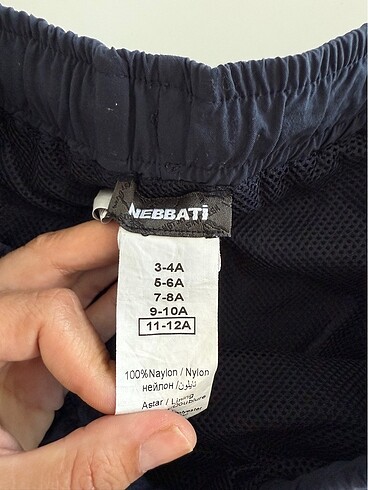 NEBBATİ
3-4A
5-6A
7-8A
9-10A
11-12A
100%Naylon / Nylon
нейлон /نايلون
Astar / Lining